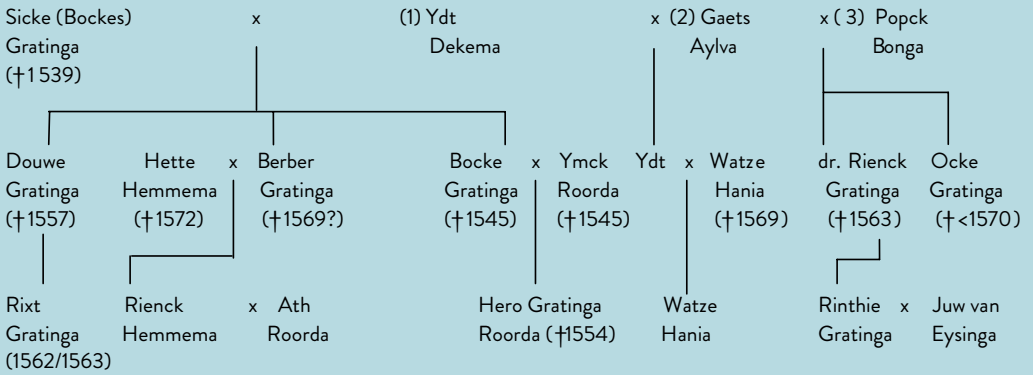 Sicke (Bockes) x (1) Ydt x (2) Gaets x ( 3) Popck
Gratinga Dekema Aylva Bonga
(†1539)
Douwe Hette x Berber Bocke x Ymck Ydt x Watze dr. Rienck Ocke
Gratinga Hemmema Gratinga Gratinga Roorda Hania Gratinga Gratinga
(†1557) (†1572) (†1569?) (†1545) (†1545) (†1569) (†1563) (†<1570)
Rixt Rienck x Ath Hero Gratinga Watze Rinthie x Juw van
Gratinga Hemmema Roorda Roorda (†1554) Hania Gratinga Eysinga
(1562/1563)